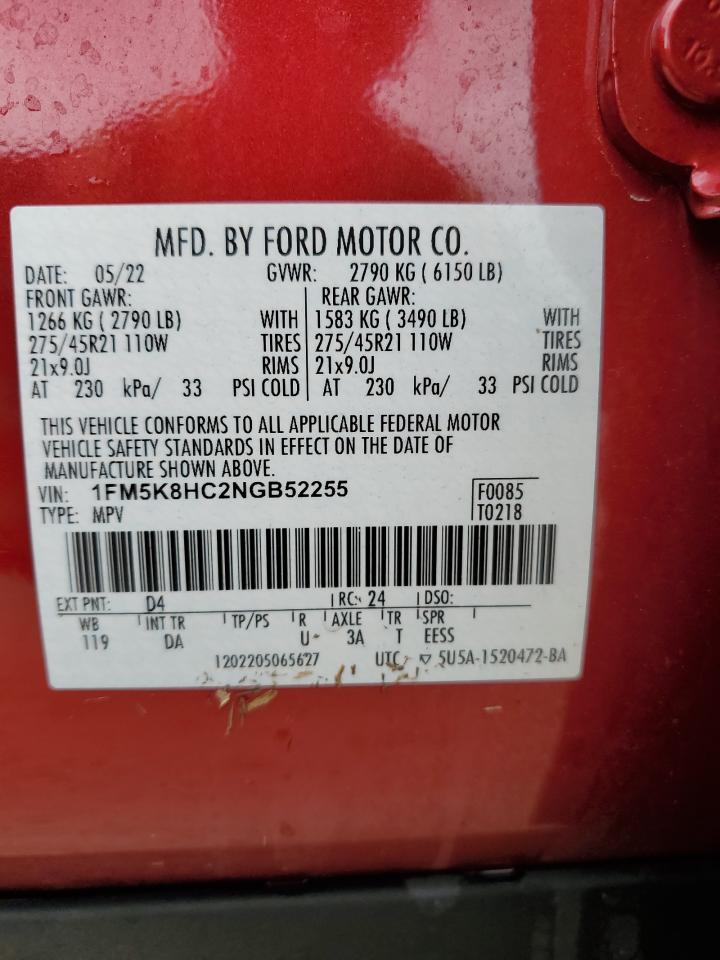 MFD. BY FORD MOTOR CO.
DATE: 05/22 GVWR: 2790 KG ( 6150 LB)
FRONT GAWR: REAR GAWR:
1266 KG ( 2790 LB) WITH 1583 KG ( 3490 LB) WITH
275/45R21 110W TIRES 275/45R21 110W TIRES
21x9.0J RIMS 21x9.0J RIMS
AT 230 kPa/ 33 PSI COLD AT 230 kPa/ 33 PSI COLD
THIS VEHICLE CONFORMS TO ALL APPLICABLE FEDERAL MOTOR
VEHICLE SAFETY STANDARDS IN EFFECT ON THE DATE OF
MANUFACTURE SHOWN ABOVE.
VIN: 1FM5K8HC2NGB52255 F0085
TYPE: MPV T0218
EXT PNT: D4 RC: 24 DSO:
WB INT TR TP/PS R AXLE TR SPR
119 DA U 3A T EESS
1202205065627 UTC ▽ 5U5A-1520472-BA